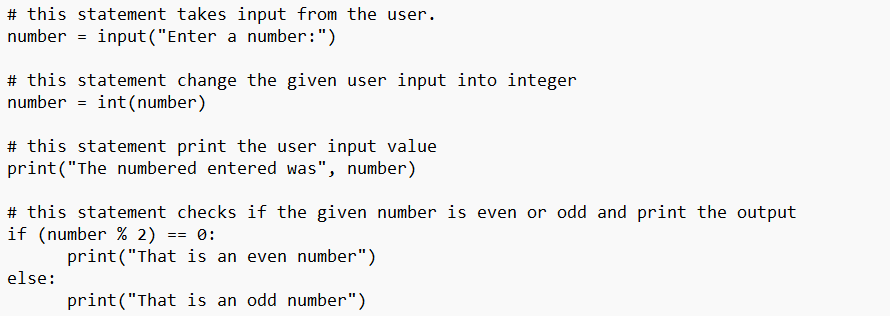 # this statement takes input from the user.
number = input("Enter a number:")
# this statement change the given user input into integer
number = int(number)
# this statement print the user input value
print("The numbered entered was", number)
# this statement checks if the given number is even or odd and print the output
if (number % 2) == 0:
      print("That is an even number")
else:
      print("That is an odd number")